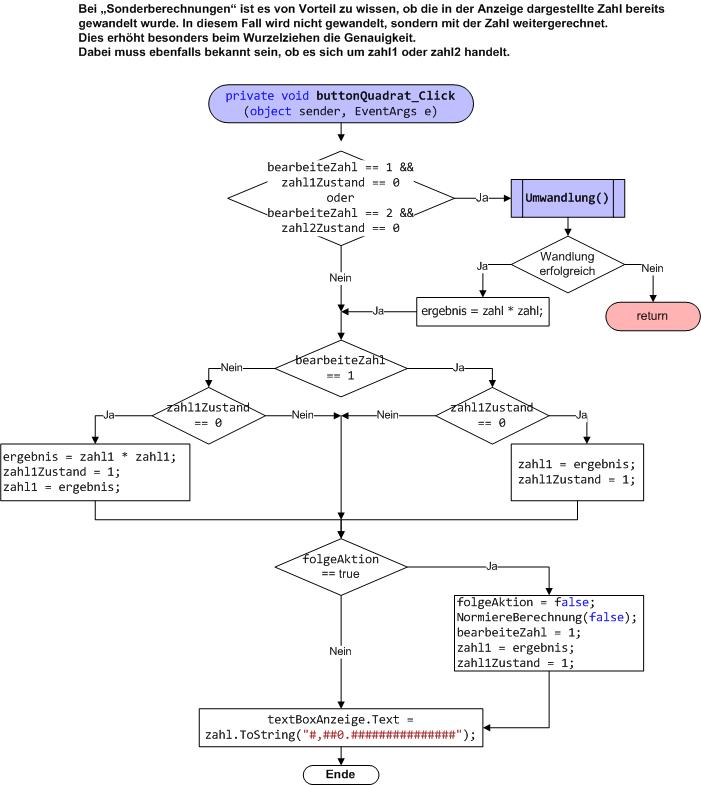 Bei „Sonderberechnungen“ ist es von Vorteil zu wissen, ob die in der Anzeige dargestellte Zahl bereits
gewandelt wurde. In diesem Fall wird nicht gewandelt, sondern mit der Zahl weitergerechnet.
Dies erhöht besonders beim Wurzelziehen die Genauigkeit.
Dabei muss ebenfalls bekannt sein, ob es sich um zahl1 oder zahl2 handelt.
private void buttonQuadrat_Click
(object sender, EventArgs e)
bearbeiteZahl == 1 &&
zahl1Zustand == 0
oder
bearbeiteZahl == 2 &&
zahl2Zustand == 0
Ja
Umwandlung()
Wandlung
erfolgreich
Ja
Nein
Nein
return
ergebnis = zahl * zahl;
Ja
bearbeiteZahl
== 1
Nein
Ja
zahl1Zustand
== 0
Ja
Nein
Nein
zahl1Zustand
== 0
Ja
ergebnis = zahl1 * zahl1;
zahl1Zustand = 1;
zahl1 = ergebnis;
zahl1 = ergebnis;
zahl1Zustand = 1;
folgeAktion
== true
Ja
folgeAktion = false;
NormiereBerechnung(false);
bearbeiteZahl = 1;
zahl1 = ergebnis;
zahl1Zustand = 1;
Nein
textBoxAnzeige.Text =
zahl.ToString("#,##0.###############");
Ende